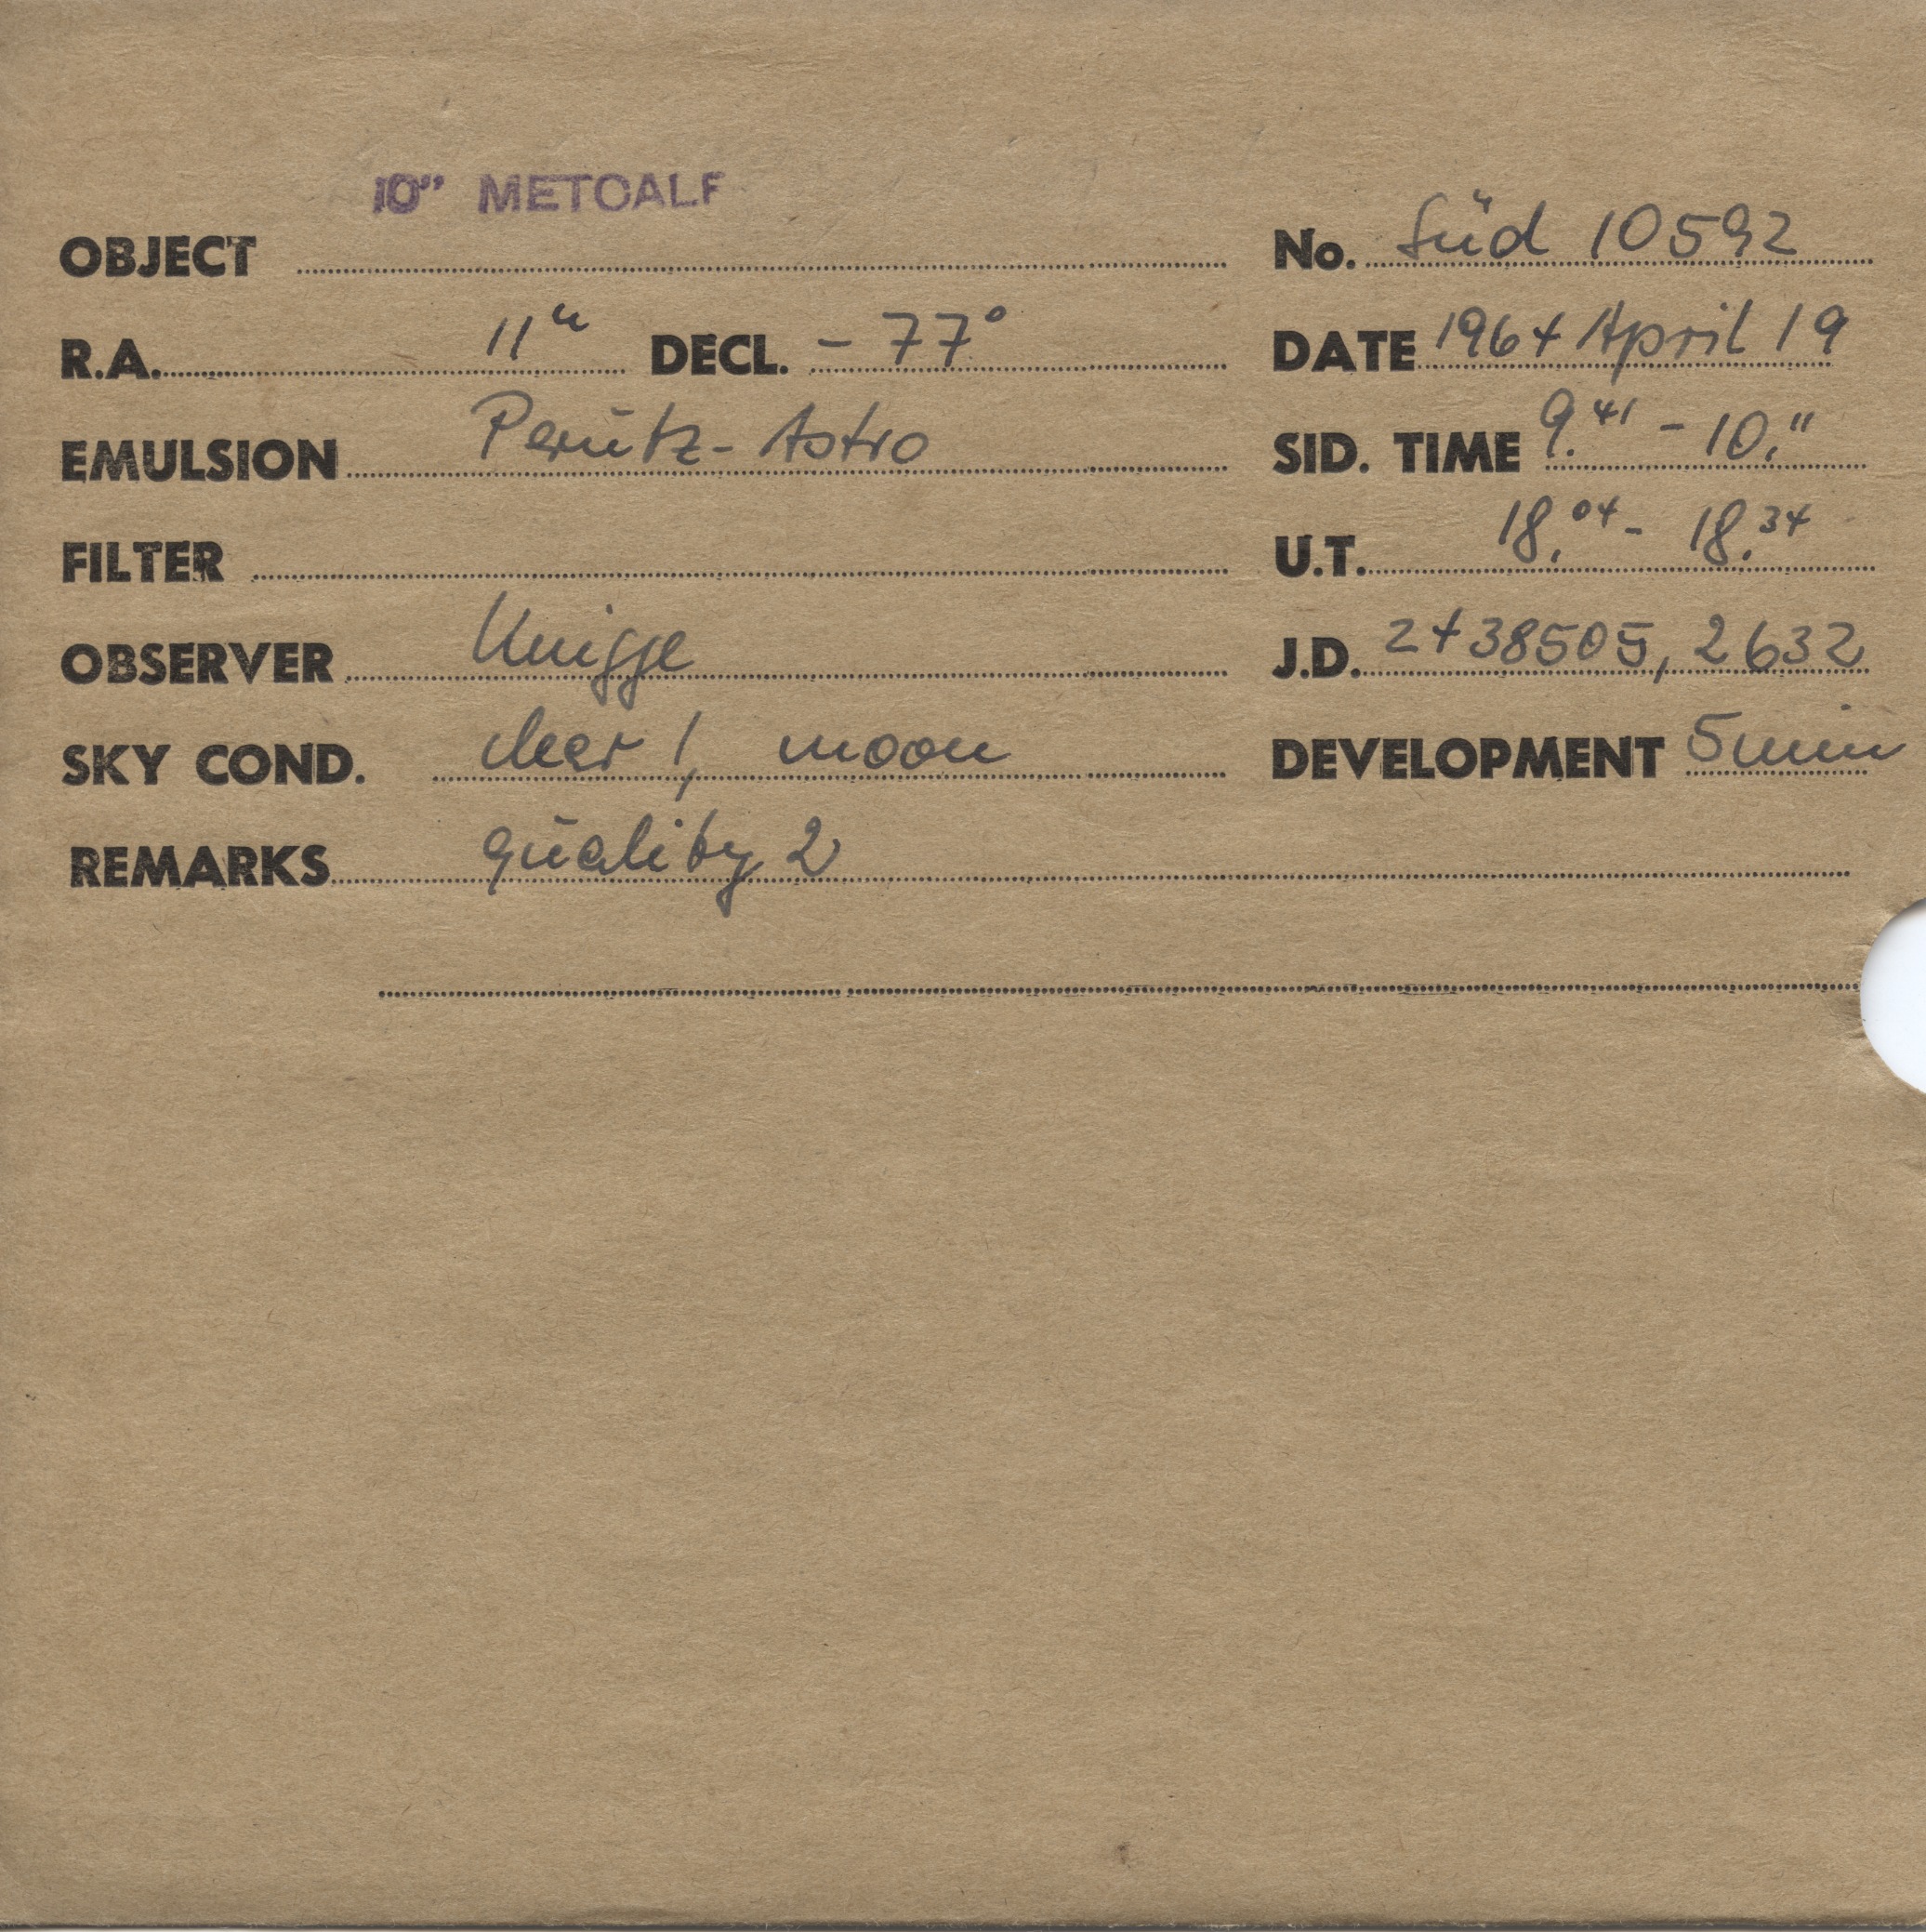 10" METCALF
OBJECT No. Süd 10592
R.A. 11h DECL. - 77° DATE 1964 April 19
EMULSION Perutz-Astro SID. TIME 9.41 - 10.11
FILTER U.T. 18.04 - 18.34
OBSERVER Knigge J.D. 2438505,2632
SKY COND. clear 1, moon DEVELOPMENT 5 min
REMARKS quality 2